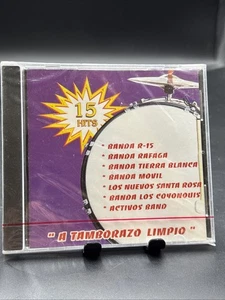 15
HITS
* BANDA R-15
* BANDA RAFAGA
* BANDA TIERRA BLANCA
* BANDA MOVIL
* LOS NUEVOS SANTA ROSA
* BANDA LOS COYONQUIS
* ACTIVOS BAND
" A TAMBORAZO LIMPIO "